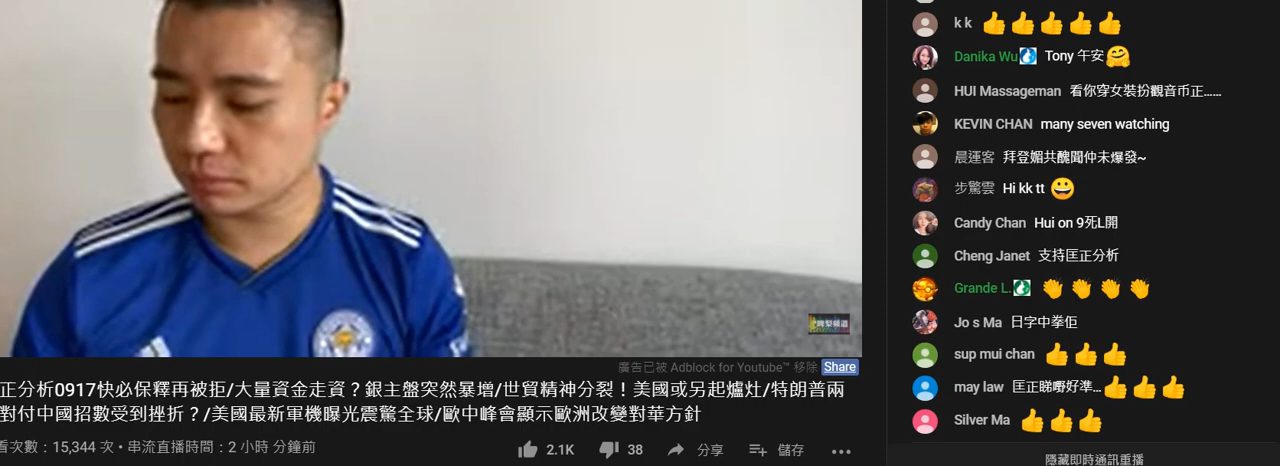 k k 👍👍👍👍👍
Danika Wu Tony 午安🤗
HUI Massageman 看你穿女裝扮觀音币正......
KEVIN CHAN many seven watching
晨運客 拜登媚共醜聞仲未爆發~
步驚雲 Hi kk tt 😀
Candy Chan Hui on 9死L開
Cheng Janet 支持匡正分析
Grande L. 👏👏👏👏
Jo s Ma 日字中拳佢
sup mui chan 👍👍👍
may law 匡正睇嘢好準...👍👍👍
Silver Ma 👍👍👍
隱藏即時通訊重播
啤梨頻道
廣告已被 Adblock for Youtube™ 移除 Share
正分析0917快必保釋再被拒/大量資金走資？銀主盤突然暴增/世貿精神分裂！美國或另起爐灶/特朗普兩
對付中國招數受到挫折？/美國最新軍機曝光震驚全球/歐中峰會顯示歐洲改變對華方針
看次數：15,344 次 • 串流直播時間：2 小時 分鐘前
2.1K 38 分享 儲存